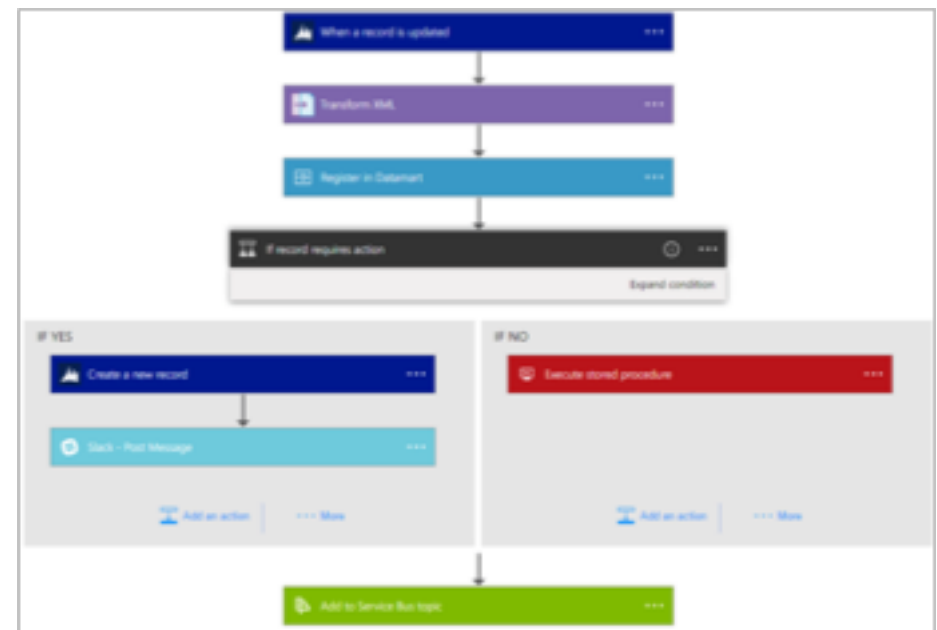 When a record is updated
Transform XML
Register in Datamart
If record requires action
Expand condition
IF YES
Create a new record
Slack - Post Message
Add an action
More
IF NO
Execute stored procedure
Add an action
More
Add to Service Bus topic